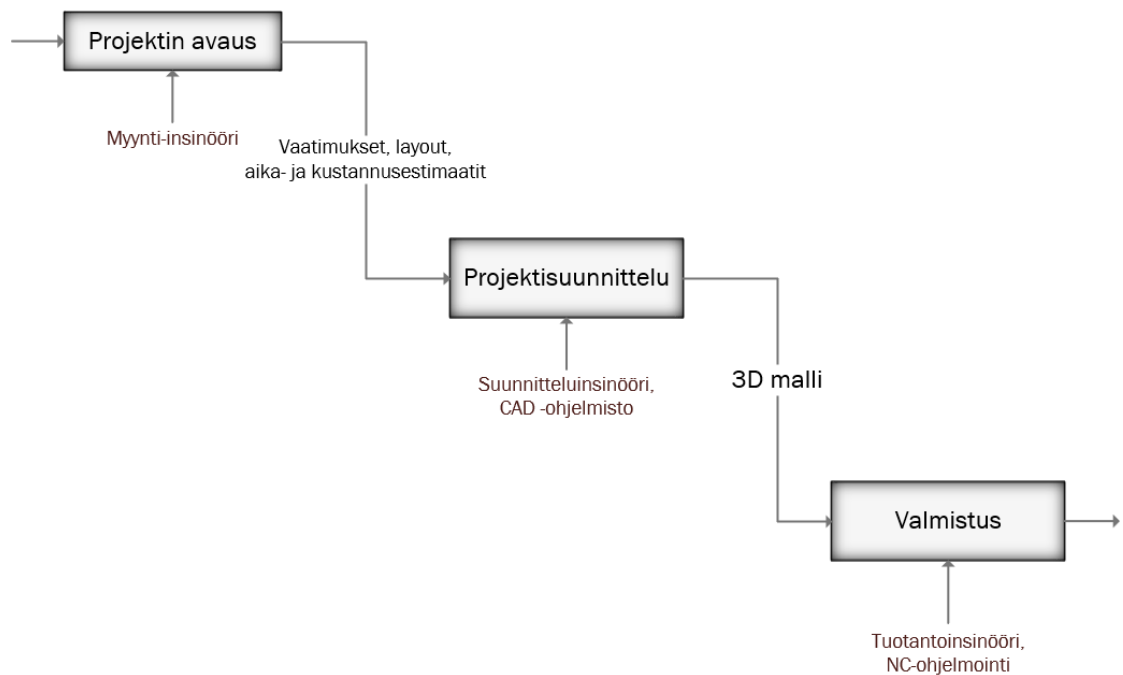 Projektin avaus
Myynti-insinööri
Vaatimukset, layout,
aika- ja kustannusestimaatit
Projektisuunnittelu
Suunnitteluinsinööri,
CAD -ohjelmisto
3D malli
Valmistus
Tuotantoinsinööri,
NC-ohjelmointi